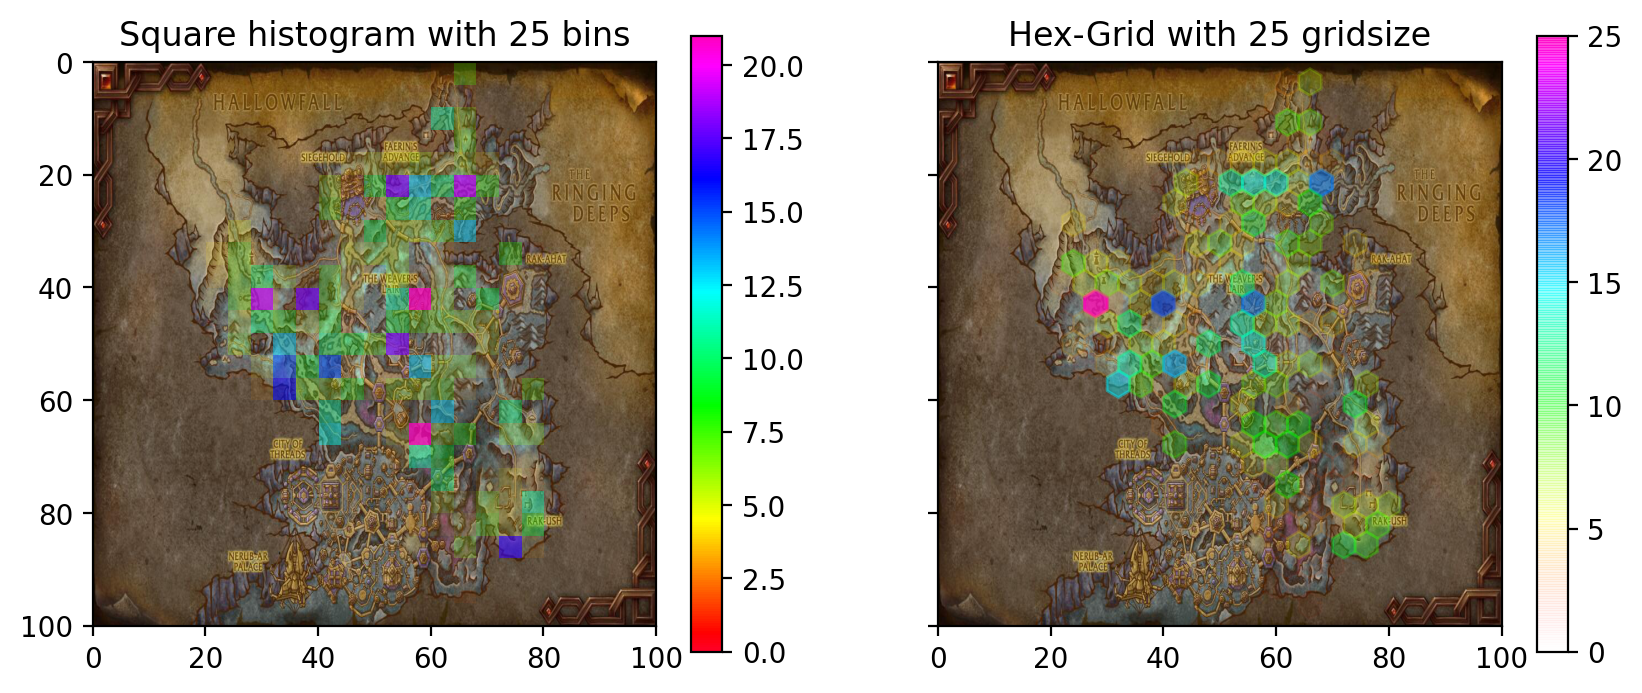 Square histogram with 25 bins
0
20
40
60
80
100
0
20
40
60
80
100
HALLOWFALL
SIEGEHOLD
FAERIN'S
ADVANCE
THE
RINGING
DEEPS
RAK-AHAT
THE WEAVER'S
LAIR
CITY OF
THREADS
RAK-USH
NERUB-AR
PALACE
20.0
17.5
15.0
12.5
10.0
7.5
5.0
2.5
0.0
Hex-Grid with 25 gridsize
0
20
40
60
80
100
HALLOWFALL
SIEGEHOLD
FAERIN'S
ADVANCE
THE
RINGING
DEEPS
RAK-AHAT
THE WEAVER'S
LAIR
CITY OF
THREADS
RAK-USH
NERUB-AR
PALACE
25
20
15
10
5
0